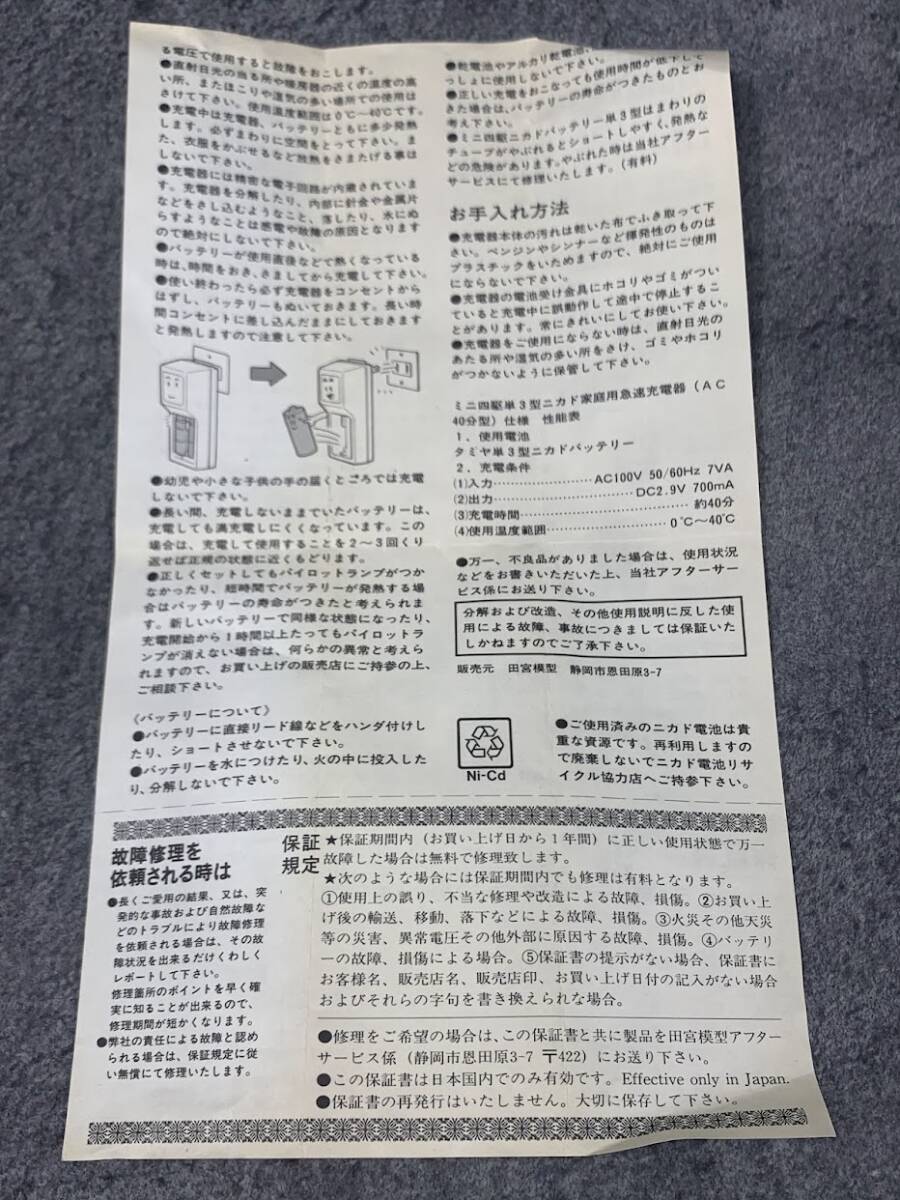 る電圧で使用すると故障をおこします。
●直射日光の当る所や暖房器の近くの温度の高
い所、またほこりや湿気の多い場所での使用は
さけて下さい。使用温度範囲は0℃〜40℃です。
●充電中は充電器、バッテリーともに多少発熱
します。必ずまわりに空間をとって下さい。ま
た、衣服をかぶせるなど放熱をさまたげる事は
しないで下さい。
●充電器には精密な電子回路が内蔵されていま
す。充電器を分解したり、内部に針金や金属片
などをさし込むようなこと、落したり、水にぬ
らすようなことは感電や故障の原因となります
ので絶対にしないで下さい。
●バッテリーが使用直後などで熱くなっている
時は、時間をおき、さましてから充電して下さい。
●使い終わったら必ず充電器をコンセントから
はずし、バッテリーもぬいておきます。長い時
間コンセントに差し込んだままにしておきます
と発熱しますので注意して下さい。
●幼児や小さな子供の手の届くところでは充電
しないで下さい。
●長い間、充電しないままでいたバッテリーは、
充電しても満充電しにくくなっています。この
場合は、充電して使用することを2〜3回くり
返せば正規の状態に近くもどります。
●正しくセットしてもパイロットランプがつか
なかったり、短時間でバッテリーが発熱する場
合はバッテリーの寿命がつきたと考えられま
す。新しいバッテリーで同様な状態になったり、
充電開始から1時間以上たってもパイロットラ
ンプが消えない場合は、何らかの異常と考えら
れますので、お買い上げの販売店にご持参の上、
ご相談下さい。
〈バッテリーについて〉
●バッテリーに直接リード線などをハンダ付けし
たり、ショートさせないで下さい。
●バッテリーを水につけたり、火の中に投入した
り、分解しないで下さい。
●乾電池やアルカリ乾電池、
っしょに使用しないで下さい。
●正しい充電をおこなっても使用時間が低下して
きた場合は、バッテリーの寿命がつきたものとお
考え下さい。
●ミニ四駆ニカドバッテリー単3型はまわりの
チューブがやぶれるとショートしやすく、発熱な
どの危険があります。やぶれた時は当社アフター
サービスにて修理いたします。(有料)
お手入れ方法
●充電器本体の汚れは乾いた布でふき取って下
さい。ベンジンやシンナーなど揮発性のものは
プラスチックをいためますので、絶対にご使用
にならないで下さい。
●充電器の電池受け金具にホコリやゴミがつい
ていると充電中に誤動作して途中で停止するこ
とがあります。常にきれいにしてお使い下さい。
●充電器をご使用にならない時は、直射日光の
あたる所や湿気の多い所をさけ、ゴミやホコリ
がつかないように保管して下さい。
ミニ四駆単3型ニカド家庭用急速充電器(AC
40分型)仕様 性能表
1. 使用電池
タミヤ単3型ニカドバッテリー
2. 充電条件
(1)入力……………………AC100V 50/60Hz 7VA
(2)出力……………………………DC2.9V 700mA
(3)充電時間……………………………………約40分
(4)使用温度範囲…………………………0℃〜40℃
●万一、不良品がありました場合は、使用状況
などをお書きいただいた上、当社アフターサー
ビス係にお送り下さい。
分解および改造、その他使用説明に反した使
用による故障、事故につきましては保証いた
しかねますのでご了承下さい。
販売元 田宮模型 静岡市恩田原3-7
Ni-Cd
●ご使用済みのニカド電池は貴
重な資源です。再利用しますの
で廃棄しないでニカド電池リサ
イクル協力店へご持参下さい。
故障修理を
依頼される時は
●長くご愛用の結果、又は、突
発的な事故および自然故障な
どのトラブルにより故障修理
を依頼される場合は、その故
障状況を出来るだけくわしく
レポートして下さい。
修理箇所のポイントを早く確
実に知ることが出来るので、
修理期間が短かくなります。
●弊社の責任による故障と認め
られる場合は、保証規定に従
い無償にて修理いたします。
保証
規定
★保証期間内(お買い上げ日から1年間)に正しい使用状態で万一
故障した場合は無料で修理致します。
★次のような場合には保証期間内でも修理は有料となります。
①使用上の誤り、不当な修理や改造による故障、損傷。②お買い上
げ後の輸送、移動、落下などによる故障、損傷。③火災その他天災
等の災害、異常電圧その他外部に原因する故障、損傷。④バッテリ
ーの故障、損傷による場合。⑤保証書の提示がない場合、保証書に
お客様名、販売店名、販売店印、お買い上げ日付の記入がない場合
およびそれらの字句を書き換えられた場合。
●修理をご希望の場合は、この保証書と共に製品を田宮模型アフター
サービス係(静岡市恩田原3-7 〒422)にお送り下さい。
●この保証書は日本国内でのみ有効です。Effective only in Japan.
●保証書の再発行はいたしません。大切に保存して下さい。